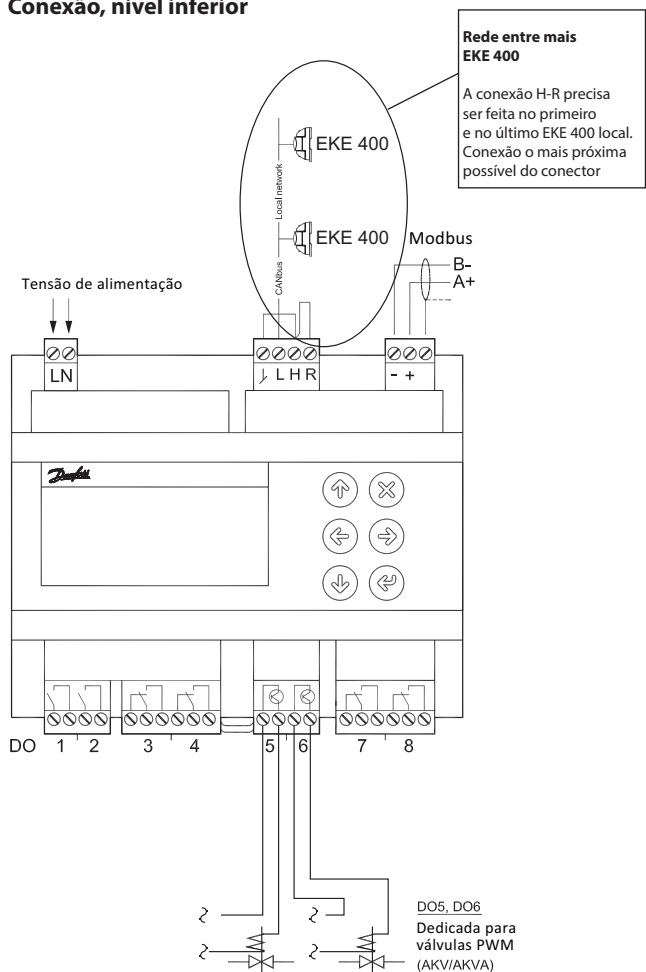 Conexão, nível inferior
Rede entre mais
EKE 400
A conexão H-R precisa
ser feita no primeiro
e no último EKE 400 local.
Conexão o mais próxima
possível do conector
EKE 400
Local network
EKE 400
CANbus
Modbus
B-
A+
Tensão de alimentação
LN
L H R
- +
Danfoss
DO 1 2 3 4 5 6 7 8
DO5, DO6
Dedicada para
válvulas PWM
(AKV/AKVA)